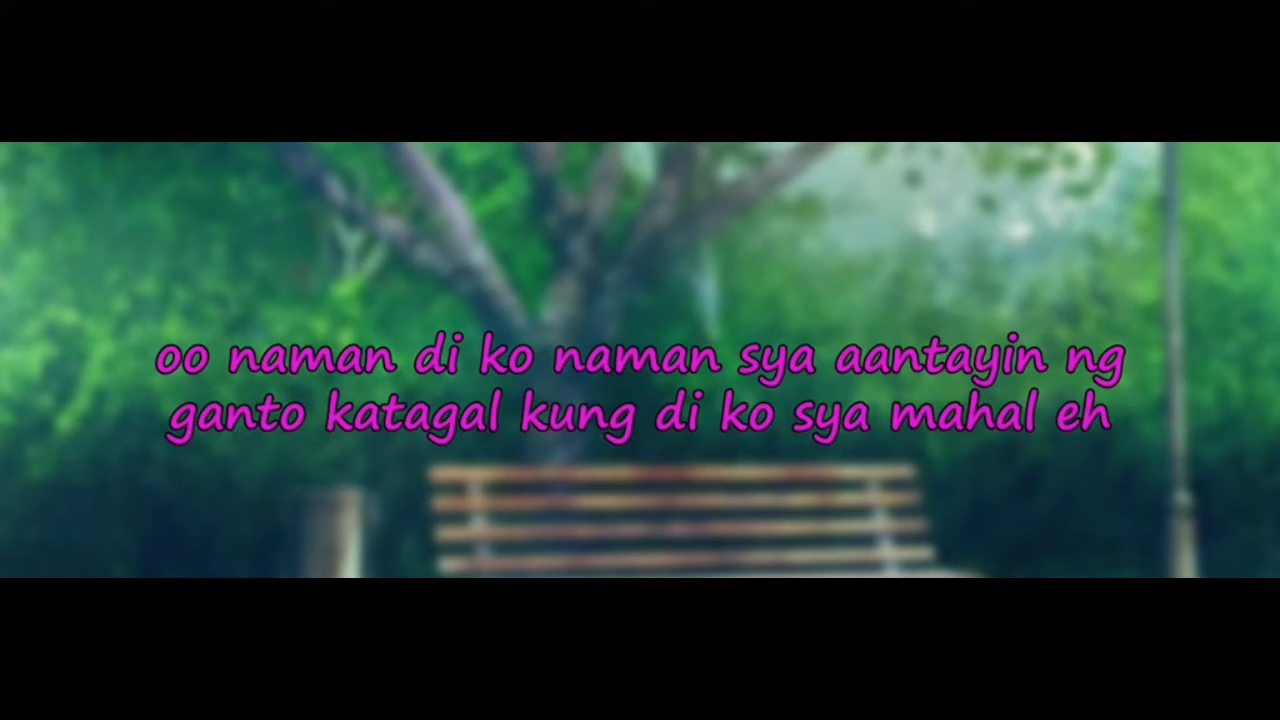 oo naman di ko naman sya aantayin ng
ganto katagal kung di ko sya mahal eh